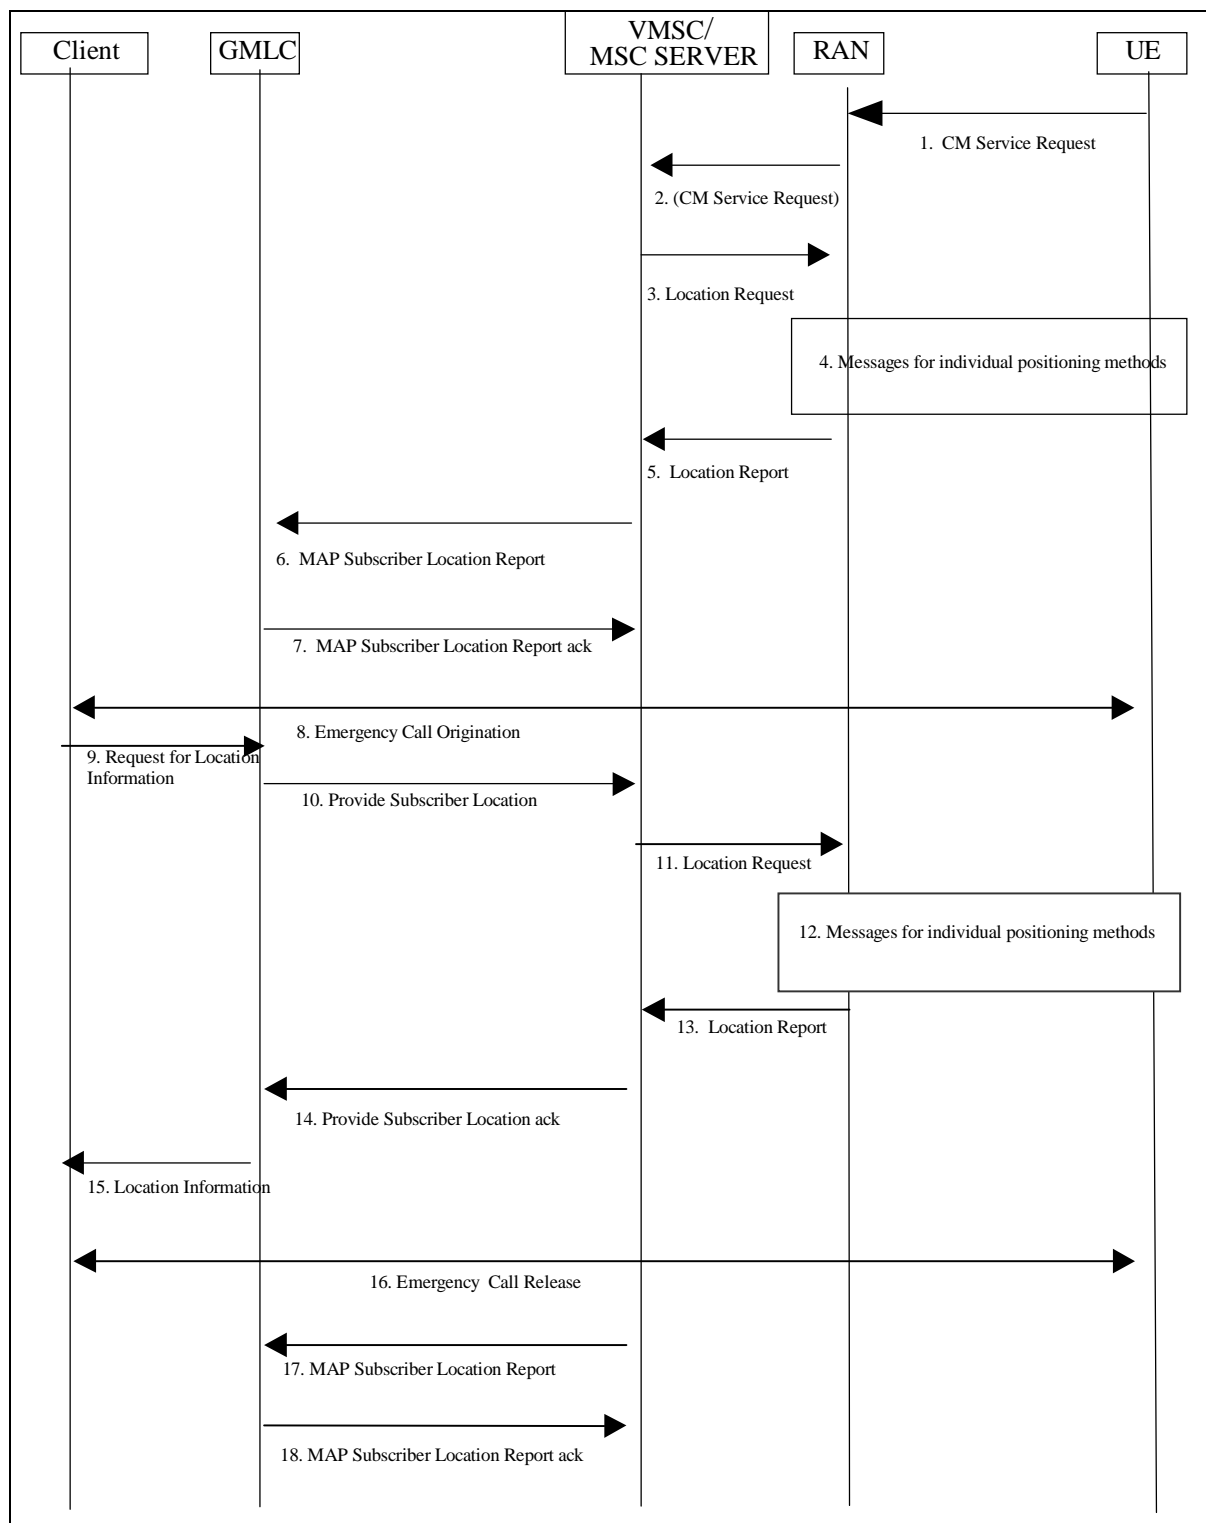 Client
GMLC
VMSC/
MSC SERVER
RAN
UE
1. CM Service Request
2. (CM Service Request)
3. Location Request
4. Messages for individual positioning methods
5. Location Report
6. MAP Subscriber Location Report
7. MAP Subscriber Location Report ack
8. Emergency Call Origination
9. Request for Location
Information
10. Provide Subscriber Location
11. Location Request
12. Messages for individual positioning methods
13. Location Report
14. Provide Subscriber Location ack
15. Location Information
16. Emergency Call Release
17. MAP Subscriber Location Report
18. MAP Subscriber Location Report ack